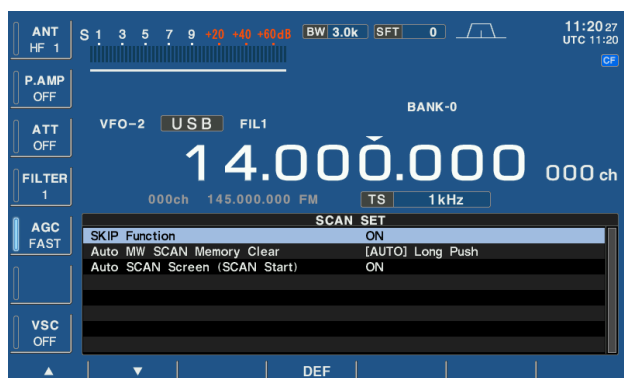 ANT
HF 1
S 1 3 5 7 9 +20 +40 +60dB
BW 3.0k
SFT 0
11:20 27
UTC 11:20
CF
P.AMP
OFF
BANK-0
ATT
OFF
VFO-2 USB FIL1
14.000.000 000 ch
FILTER
1
000ch 145.000.000 FM
TS 1kHz
AGC
FAST
SCAN SET
SKIP Function ON
Auto MW SCAN Memory Clear [AUTO] Long Push
Auto SCAN Screen (SCAN Start) ON
VSC
OFF
▲ ▼ DEF